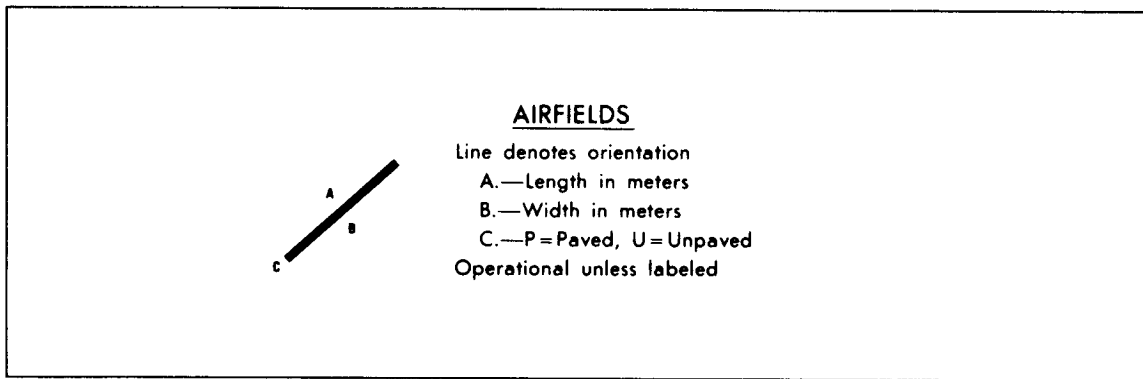 AIRFIELDS
Line denotes orientation
A
A.—Length in meters
B.—Width in meters
B
C.—P=Paved, U=Unpaved
C
Operational unless labeled